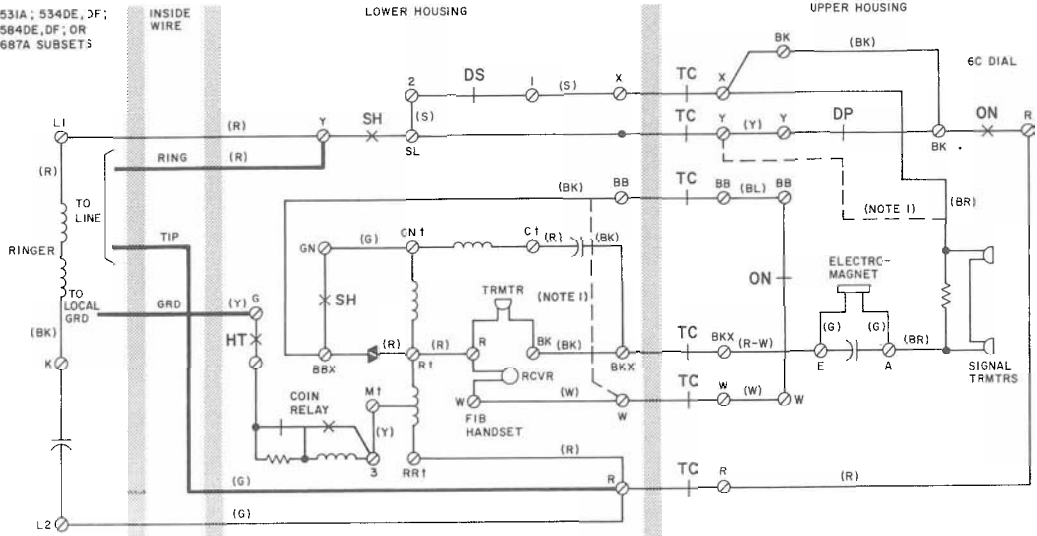 531A; 534DE, DF;
584DE, DF; OR
687A SUBSETS
INSIDE
WIRE
LOWER HOUSING
UPPER HOUSING
BK
(BK)
6C DIAL
2
DS
1
(S)
X
TC
X
L1
(R)
Y
SH
(S)
SL
TC
Y
(Y)
Y
DP
BK
ON
R
RING
(R)
(R)
TO
LINE
(BK)
BB
TC
BB
(BL)
BB
(NOTE 1)
(BR)
RINGER
TIP
GN
(G)
CN†
C†
(R)
(BK)
ELECTRO-
MAGNET
TO
LOCAL
GRD
GRD
(Y)
G
SH
TRMTR
(NOTE 1)
ON
(BK)
HT
(G)
(G)
K
BBX
(R)
R†
(R)
R
BK
(BK)
BKX
TC
BKX
(R-W)
E
A
(BR)
SIGNAL
TRMTRS
RCVR
COIN
RELAY
M†
(Y)
W
FIB
HANDSET
(W)
W
TC
W
(W)
W
3
RR†
(R)
(G)
R
TC
R
(R)
L2
(G)